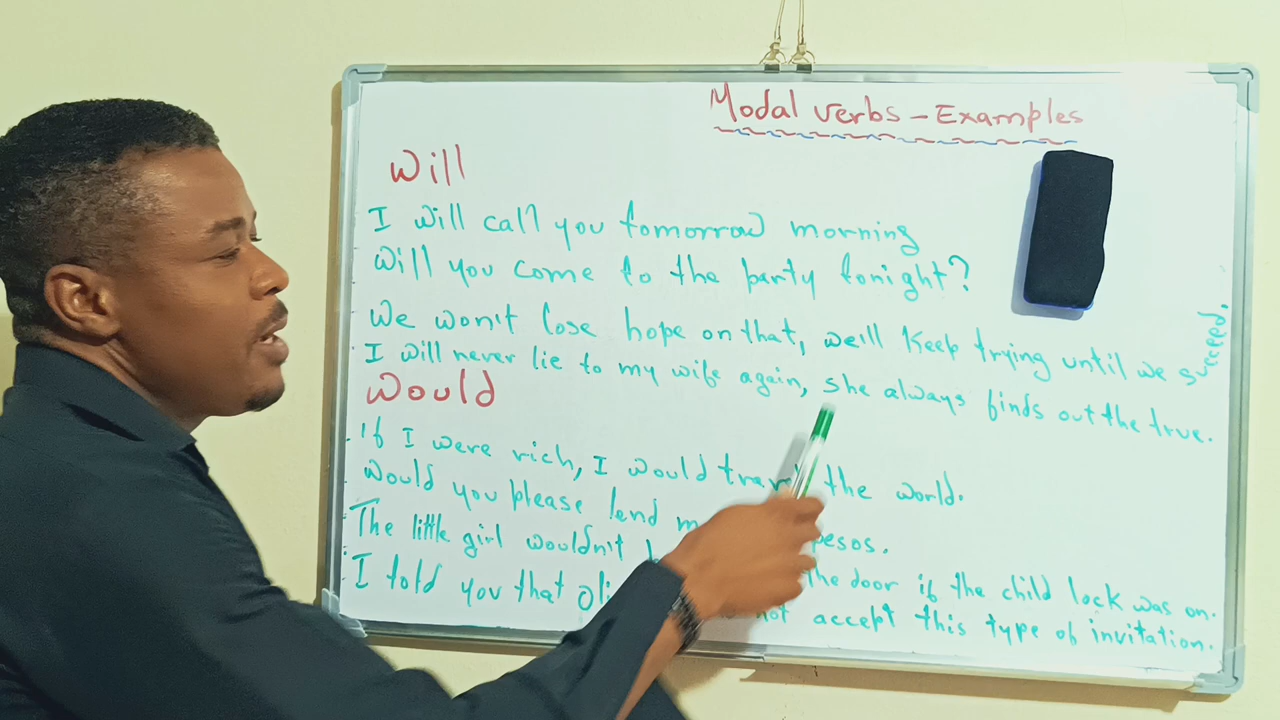 Modal verbs - Examples
Will
I will call you tomorrow morning
Will you come to the party tonight?
We won't lose hope on that, we'll keep trying until we succeed.
I will never lie to my wife again, she always finds out the true.
Would
If I were rich, I would the world.
Would you please lend pesos.
The little girl wouldn't the door if the child lock was on.
I told you that not accept this type of invitation.